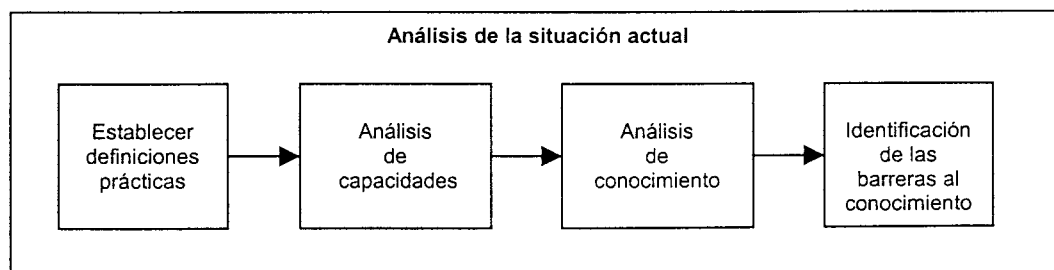 Análisis de la situación actual
Establecer
definiciones
prácticas
Análisis
de
capacidades
Análisis
de
conocimiento
Identificación
de las
barreras al
conocimiento